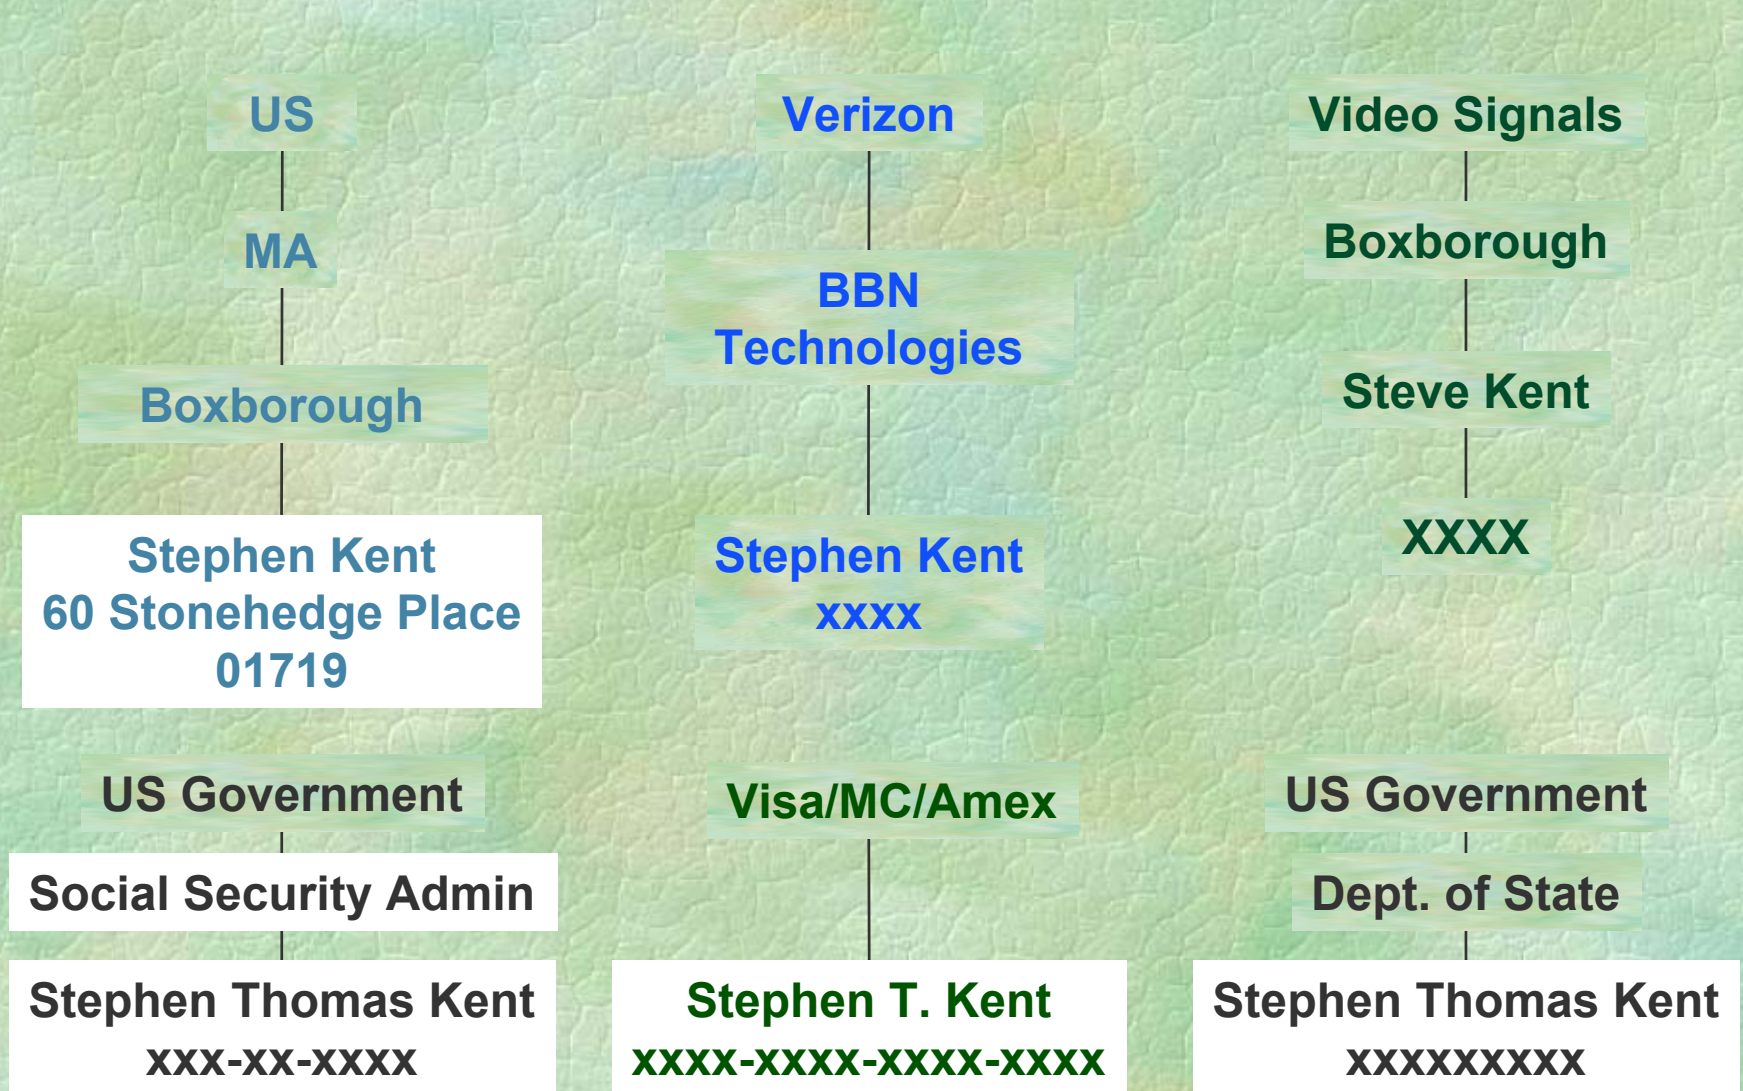 US
MA
Boxborough
Stephen Kent
60 Stonehedge Place
01719
Verizon
BBN
Technologies
Stephen Kent
xxxx
Video Signals
Boxborough
Steve Kent
XXXX
US Government
Social Security Admin
Stephen Thomas Kent
xxx-xx-xxxx
Visa/MC/Amex
Stephen T. Kent
xxxx-xxxx-xxxx-xxxx
US Government
Dept. of State
Stephen Thomas Kent
xxxxxxxxx